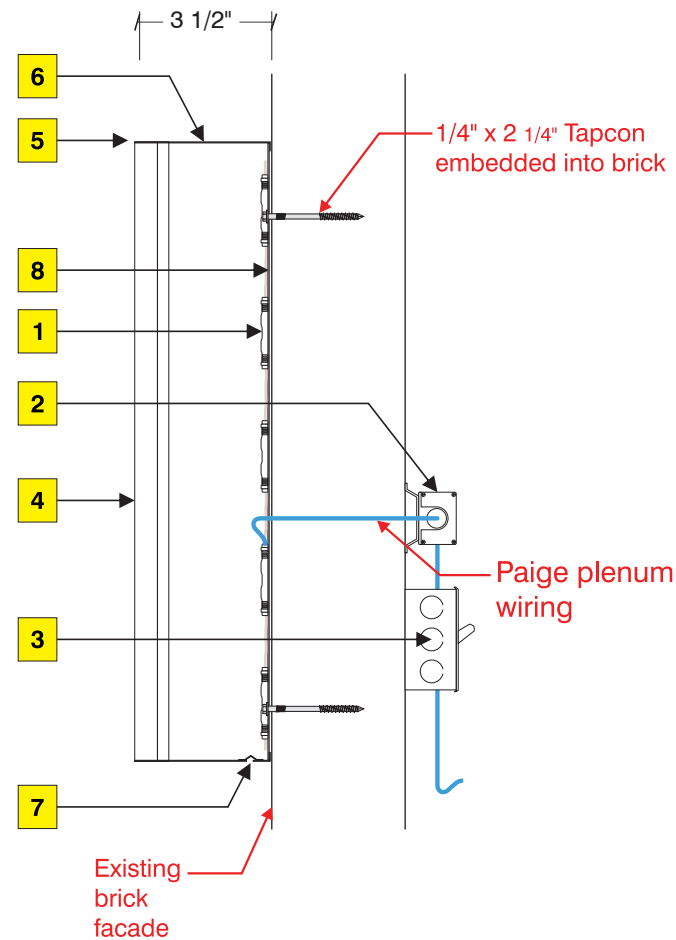 3 1/2"
6
5
1/4" x 2 1/4" Tapcon
embedded into brick
8
1
2
4
Paige plenum
wiring
3
7
Existing
brick
facade